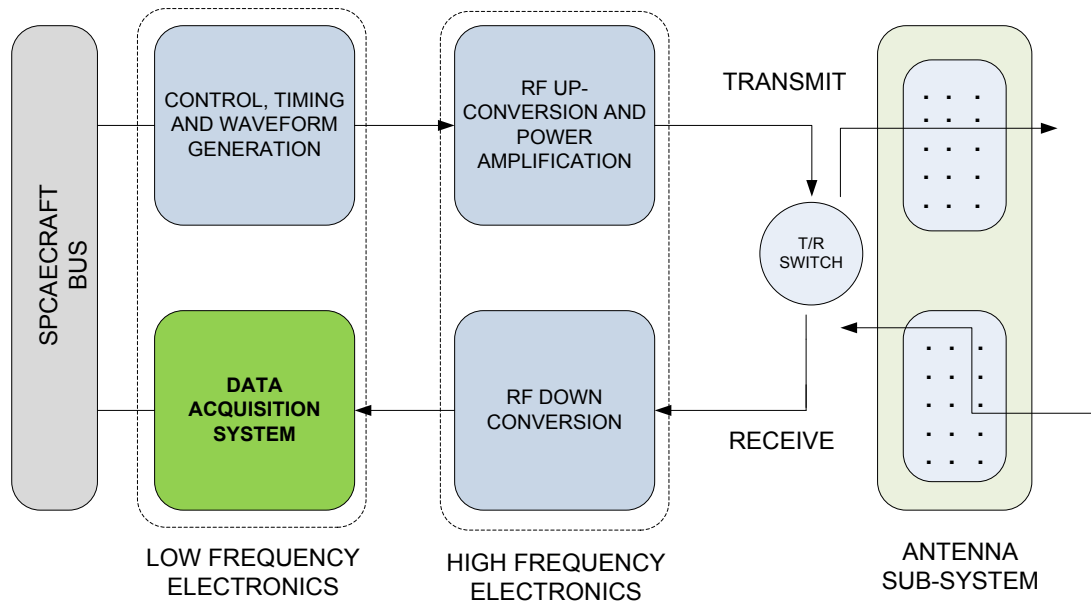 SPCAECRAFT
BUS
CONTROL, TIMING
AND WAVEFORM
GENERATION
RF UP-
CONVERSION AND
POWER
AMPLIFICATION
TRANSMIT
T/R
SWITCH
DATA
ACQUISITION
SYSTEM
RF DOWN
CONVERSION
RECEIVE
LOW FREQUENCY
ELECTRONICS
HIGH FREQUENCY
ELECTRONICS
ANTENNA
SUB-SYSTEM